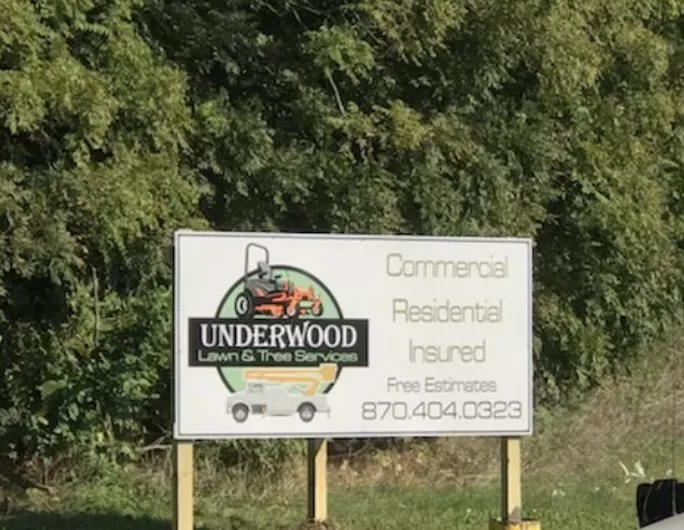 UNDERWOOD
Lawn & Tree Services
Commercial
Residential
Insured
Free Estimates
870.404.0323